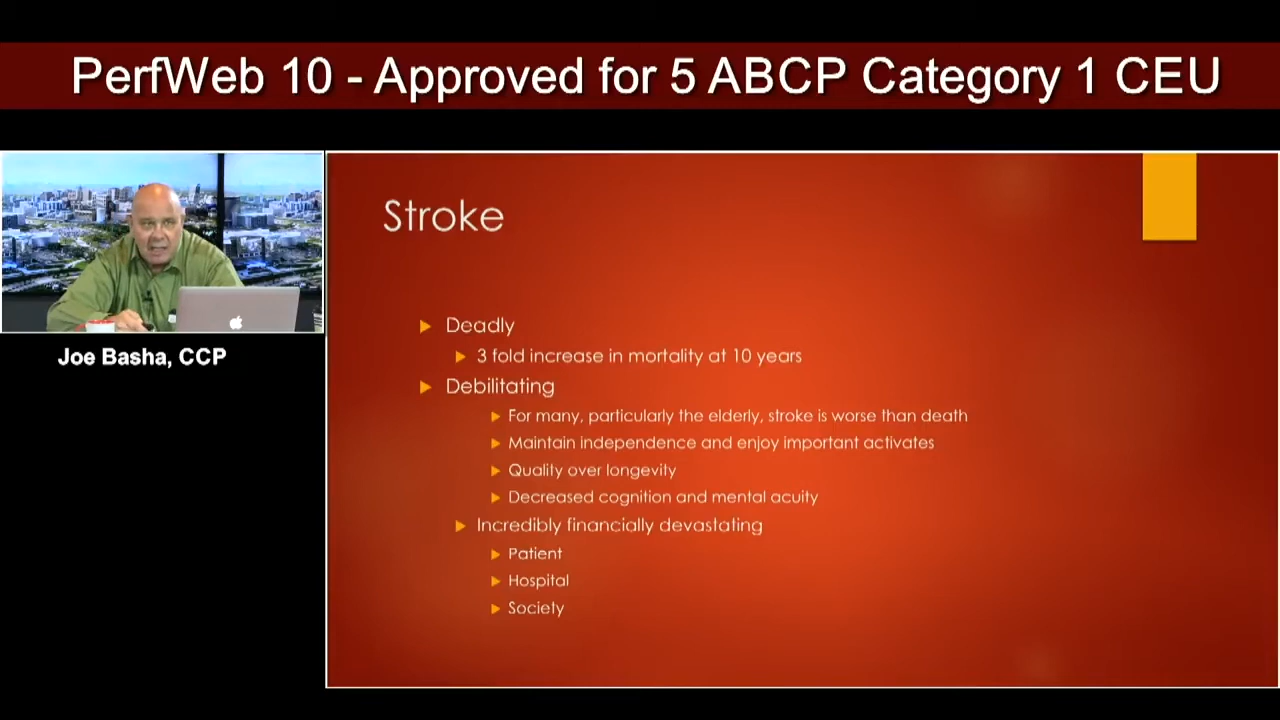 PerfWeb 10 - Approved for 5 ABCP Category 1 CEU
Joe Basha, CCP
Stroke
Deadly
3 fold increase in mortality at 10 years
Debilitating
For many, particularly the elderly, stroke is worse than death
Maintain independence and enjoy important activates
Quality over longevity
Decreased cognition and mental acuity
Incredibly financially devastating
Patient
Hospital
Society